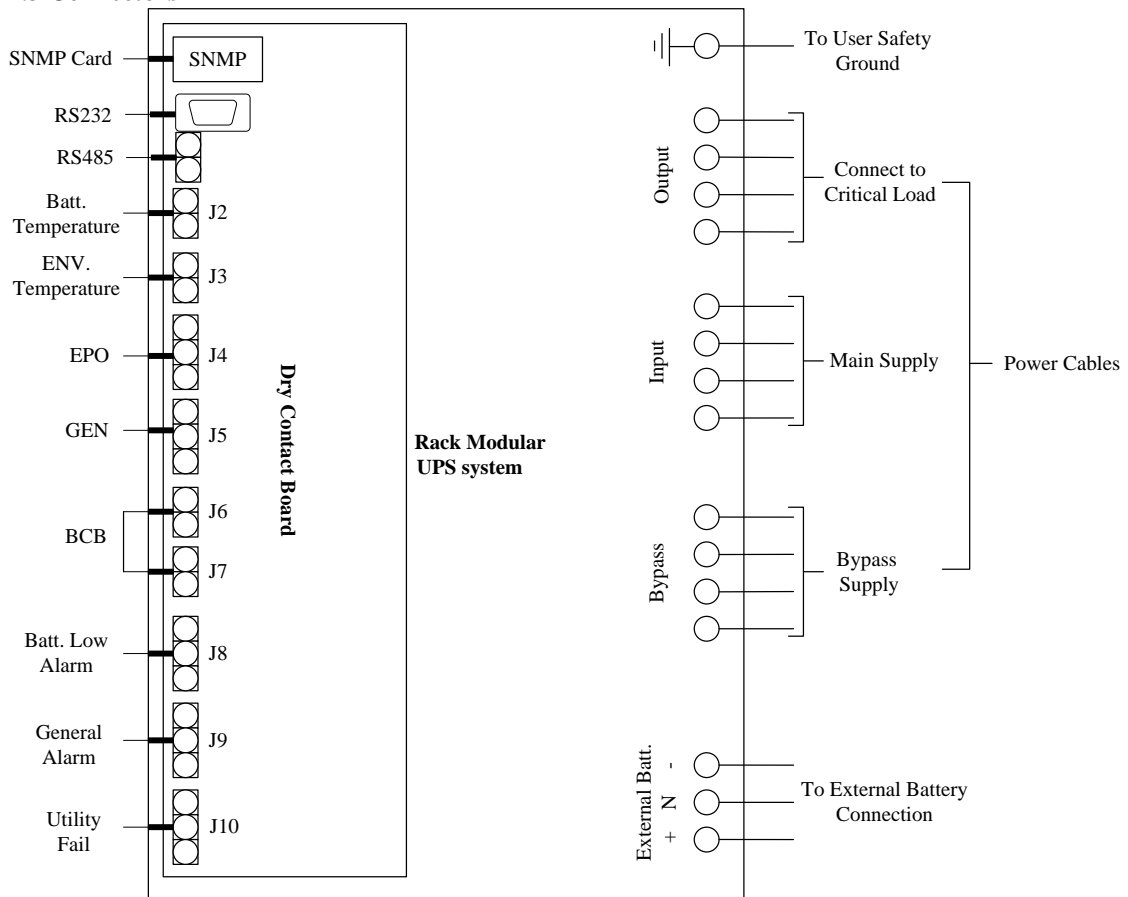 SNMP Card
SNMP
RS232
RS485
Batt.
Temperature
J2
ENV.
Temperature
J3
EPO
J4
GEN
J5
BCB
J6
J7
Batt. Low
Alarm
J8
General
Alarm
J9
Utility
Fail
J10
Dry Contact Board
Rack Modular
UPS system
To User Safety
Ground
Output
Connect to
Critical Load
Input
Main Supply
Power Cables
Bypass
Bypass
Supply
External Batt.
-
N
+
To External Battery
Connection